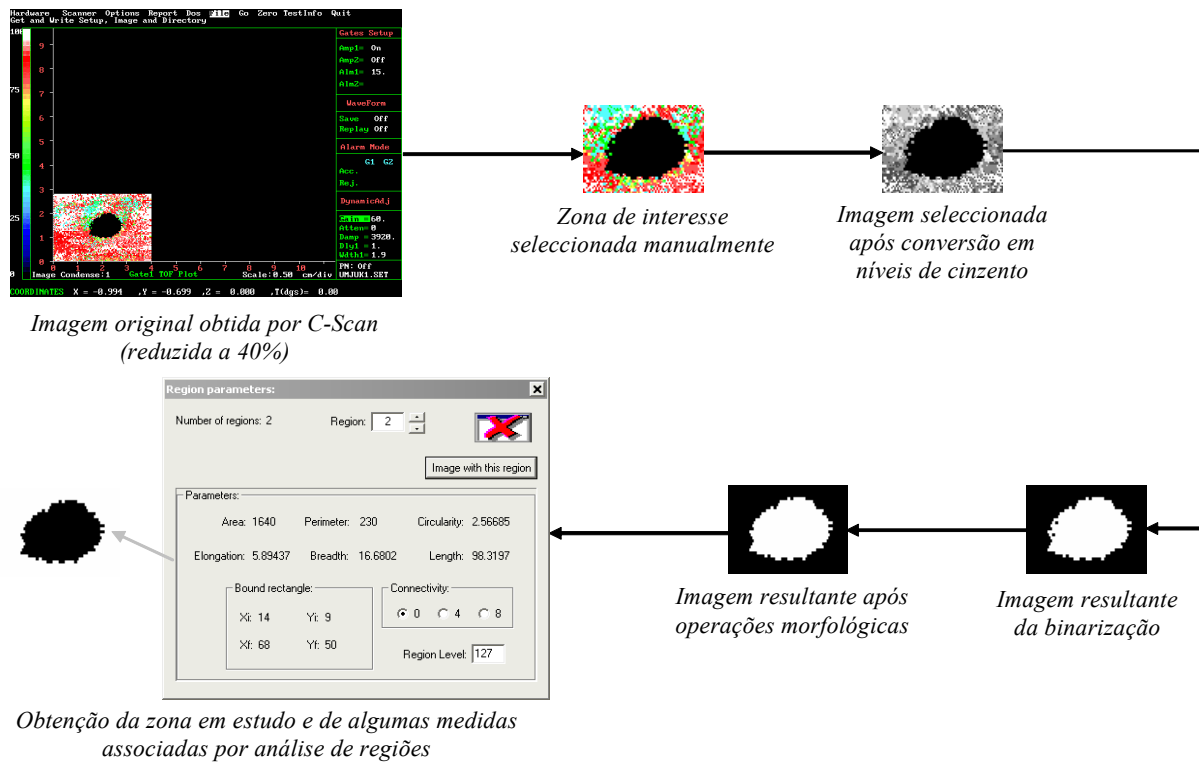 Hardware Scanner Options Report Dos File Go Zero TestInfo Quit
Get and Write Setup, Image and Directory
100
75
50
25
0
9
8
7
6
5
4
3
2
1
0
0 1 2 3 4 5 6 7 8 9 10
Image Condense:1 Gate1 TOF Plot Scale:0.50 cm/div
COORDINATES X = -0.994 ,Y = -0.699 ,Z = 0.000 ,T(dgs)= 0.00
Gates Setup
Amp1= On
Amp2= Off
Alm1= 15.
Alm2=
WaveForm
Save Off
Replay Off
Alarm Mode
G1 G2
Acc.
Rej.
DynamicAdj
Gain =60.
Atten=0
Damp =3920.
Dly1 =1.
Wdth1=1.9
PN: Off
UMJUK1.SET
Imagem original obtida por C-Scan
(reduzida a 40%)
Zona de interesse
seleccionada manualmente
Imagem seleccionada
após conversão em
níveis de cinzento
Imagem resultante
da binarização
Imagem resultante após
operações morfológicas
Region parameters:
Number of regions: 2 Region: 2
Image with this region
Parameters:
Area: 1640 Perimeter: 230 Circularity: 2.56685
Elongation: 5.89437 Breadth: 16.6802 Length: 98.3197
Bound rectangle:
Xi: 14 Yi: 9
Xf: 68 Yf: 50
Connectivity:
0 4 8
Region Level: 127
Obtenção da zona em estudo e de algumas medidas
associadas por análise de regiões